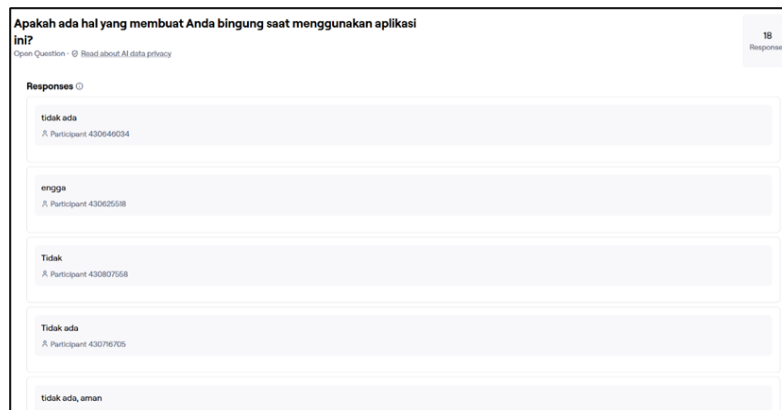 Apakah ada hal yang membuat Anda bingung saat menggunakan aplikasi
ini?
Open Question · Read about AI data privacy
18
Response
Responses
tidak ada
Participant 430646034
engga
Participant 430625518
Tidak
Participant 430807558
Tidak ada
Participant 430716705
tidak ada, aman